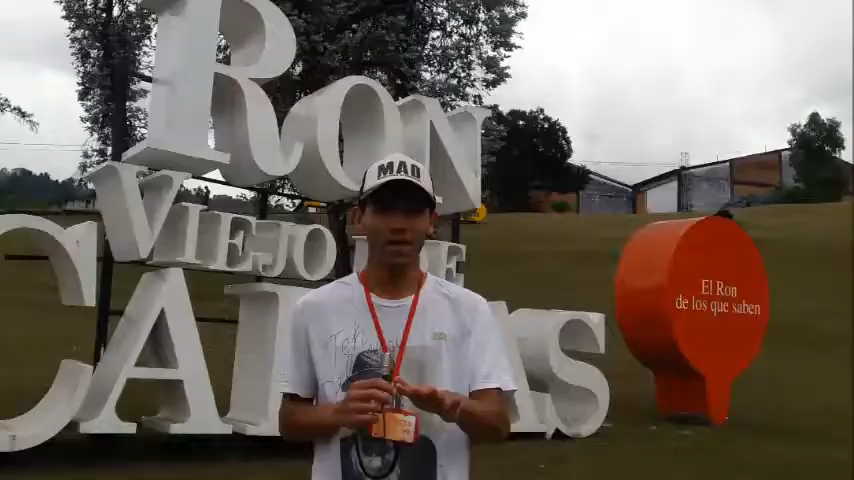 RON
VIEJO DE
CALDAS
MAD
El Ron
de los que saben